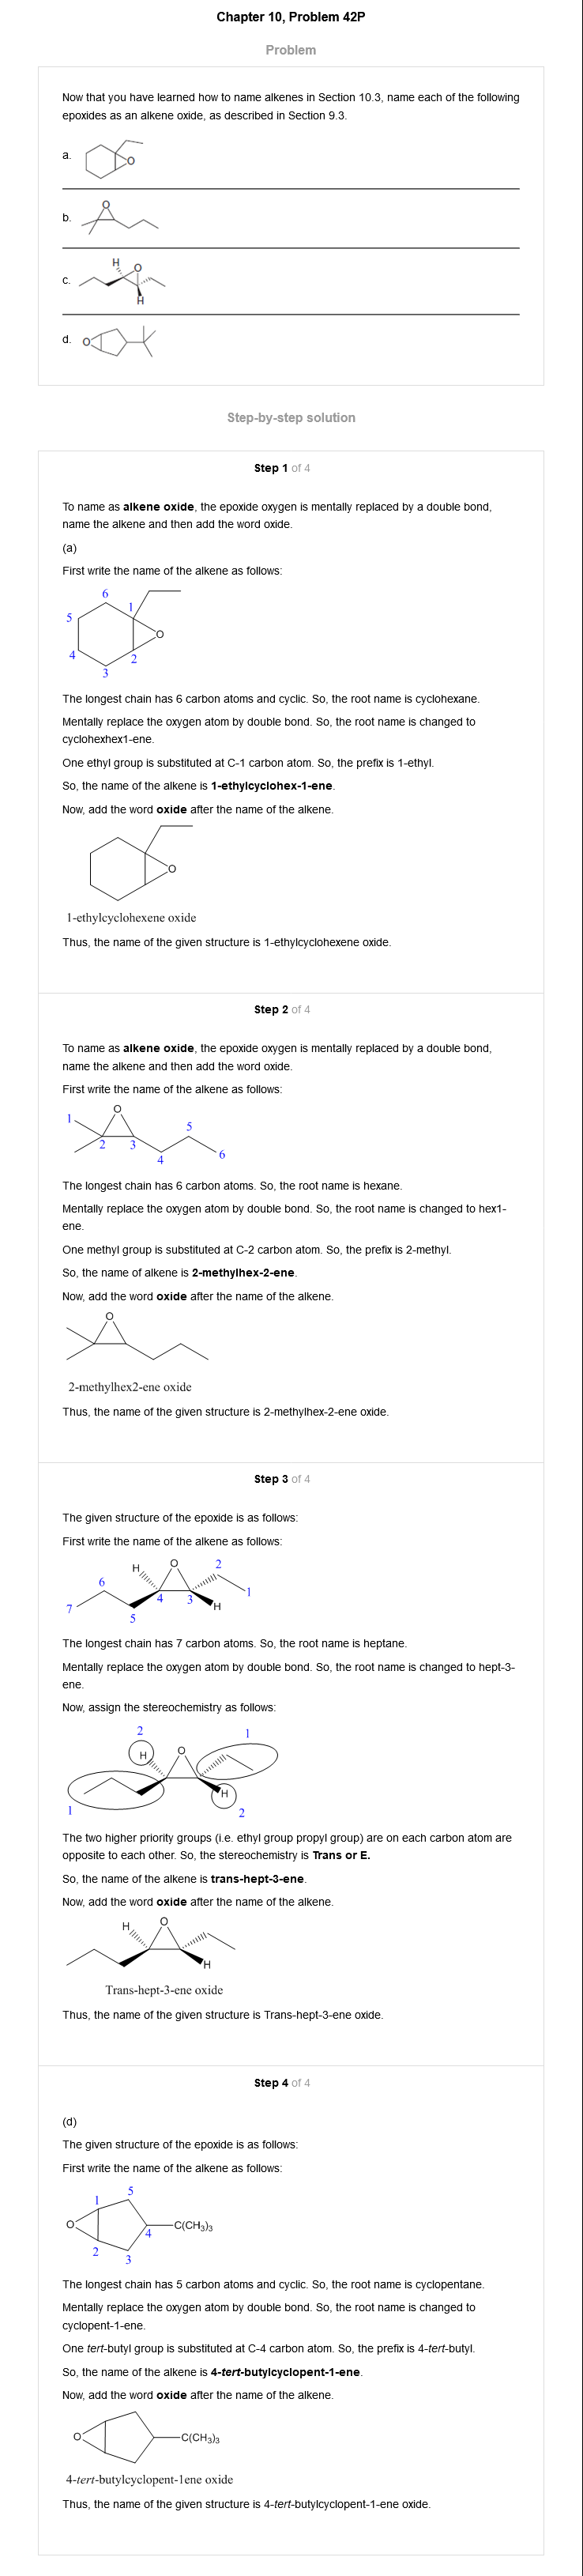 Chapter 10, Problem 42P
Problem
Now that you have learned how to name alkenes in Section 10.3, name each of the following
epoxides as an alkene oxide, as described in Section 9.3.
a.
O
b.
O
c.
H
O
H
d.
O
Step-by-step solution
Step 1 of 4
To name as alkene oxide, the epoxide oxygen is mentally replaced by a double bond,
name the alkene and then add the word oxide.
(a)
First write the name of the alkene as follows:
6
1
5
O
4
2
3
The longest chain has 6 carbon atoms and cyclic. So, the root name is cyclohexane.
Mentally replace the oxygen atom by double bond. So, the root name is changed to
cyclohexhex1-ene.
One ethyl group is substituted at C-1 carbon atom. So, the prefix is 1-ethyl.
So, the name of the alkene is 1-ethylcyclohex-1-ene.
Now, add the word oxide after the name of the alkene.
O
1-ethylcyclohexene oxide
Thus, the name of the given structure is 1-ethylcyclohexene oxide.
Step 2 of 4
To name as alkene oxide, the epoxide oxygen is mentally replaced by a double bond,
name the alkene and then add the word oxide.
First write the name of the alkene as follows:
O
1
5
2 3
4
6
The longest chain has 6 carbon atoms. So, the root name is hexane.
Mentally replace the oxygen atom by double bond. So, the root name is changed to hex1-
ene.
One methyl group is substituted at C-2 carbon atom. So, the prefix is 2-methyl.
So, the name of alkene is 2-methylhex-2-ene.
Now, add the word oxide after the name of the alkene.
O
2-methylhex2-ene oxide
Thus, the name of the given structure is 2-methylhex-2-ene oxide.
Step 3 of 4
The given structure of the epoxide is as follows:
First write the name of the alkene as follows:
H O 2
6
1
4 3
7
H
5
The longest chain has 7 carbon atoms. So, the root name is heptane.
Mentally replace the oxygen atom by double bond. So, the root name is changed to hept-3-
ene.
Now, assign the stereochemistry as follows:
2 1
H O
H
1 2
The two higher priority groups (i.e. ethyl group propyl group) are on each carbon atom are
opposite to each other. So, the stereochemistry is Trans or E.
So, the name of the alkene is trans-hept-3-ene.
Now, add the word oxide after the name of the alkene.
H O
H
Trans-hept-3-ene oxide
Thus, the name of the given structure is Trans-hept-3-ene oxide.
Step 4 of 4
(d)
The given structure of the epoxide is as follows:
First write the name of the alkene as follows:
5
1
O
C(CH3)3
4
2
3
The longest chain has 5 carbon atoms and cyclic. So, the root name is cyclopentane.
Mentally replace the oxygen atom by double bond. So, the root name is changed to
cyclopent-1-ene.
One tert-butyl group is substituted at C-4 carbon atom. So, the prefix is 4-tert-butyl.
So, the name of the alkene is 4-tert-butylcyclopent-1-ene.
Now, add the word oxide after the name of the alkene.
O
C(CH3)3
4-tert-butylcyclopent-1ene oxide
Thus, the name of the given structure is 4-tert-butylcyclopent-1-ene oxide.